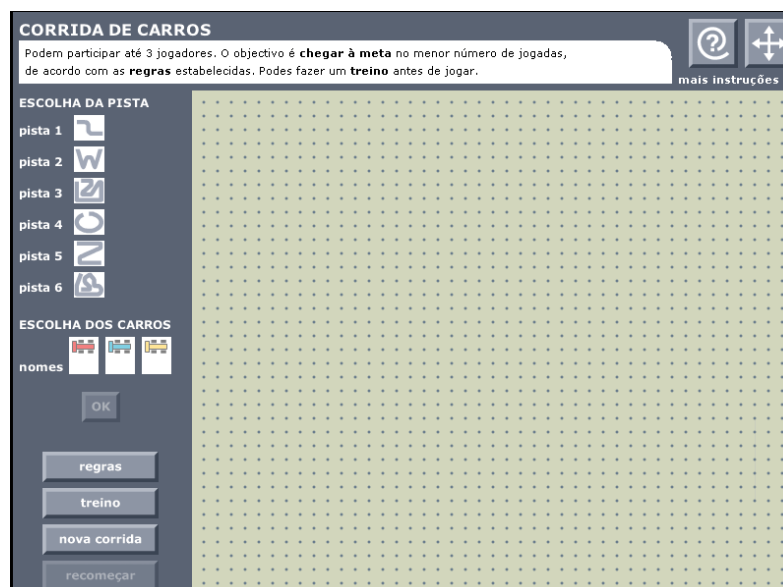 CORRIDA DE CARROS
Podem participar até 3 jogadores. O objectivo é chegar à meta no menor número de jogadas,
de acordo com as regras estabelecidas. Podes fazer um treino antes de jogar.
mais instruções
ESCOLHA DA PISTA
pista 1
pista 2
pista 3
pista 4
pista 5
pista 6
ESCOLHA DOS CARROS
nomes
OK
regras
treino
nova corrida
recomeçar